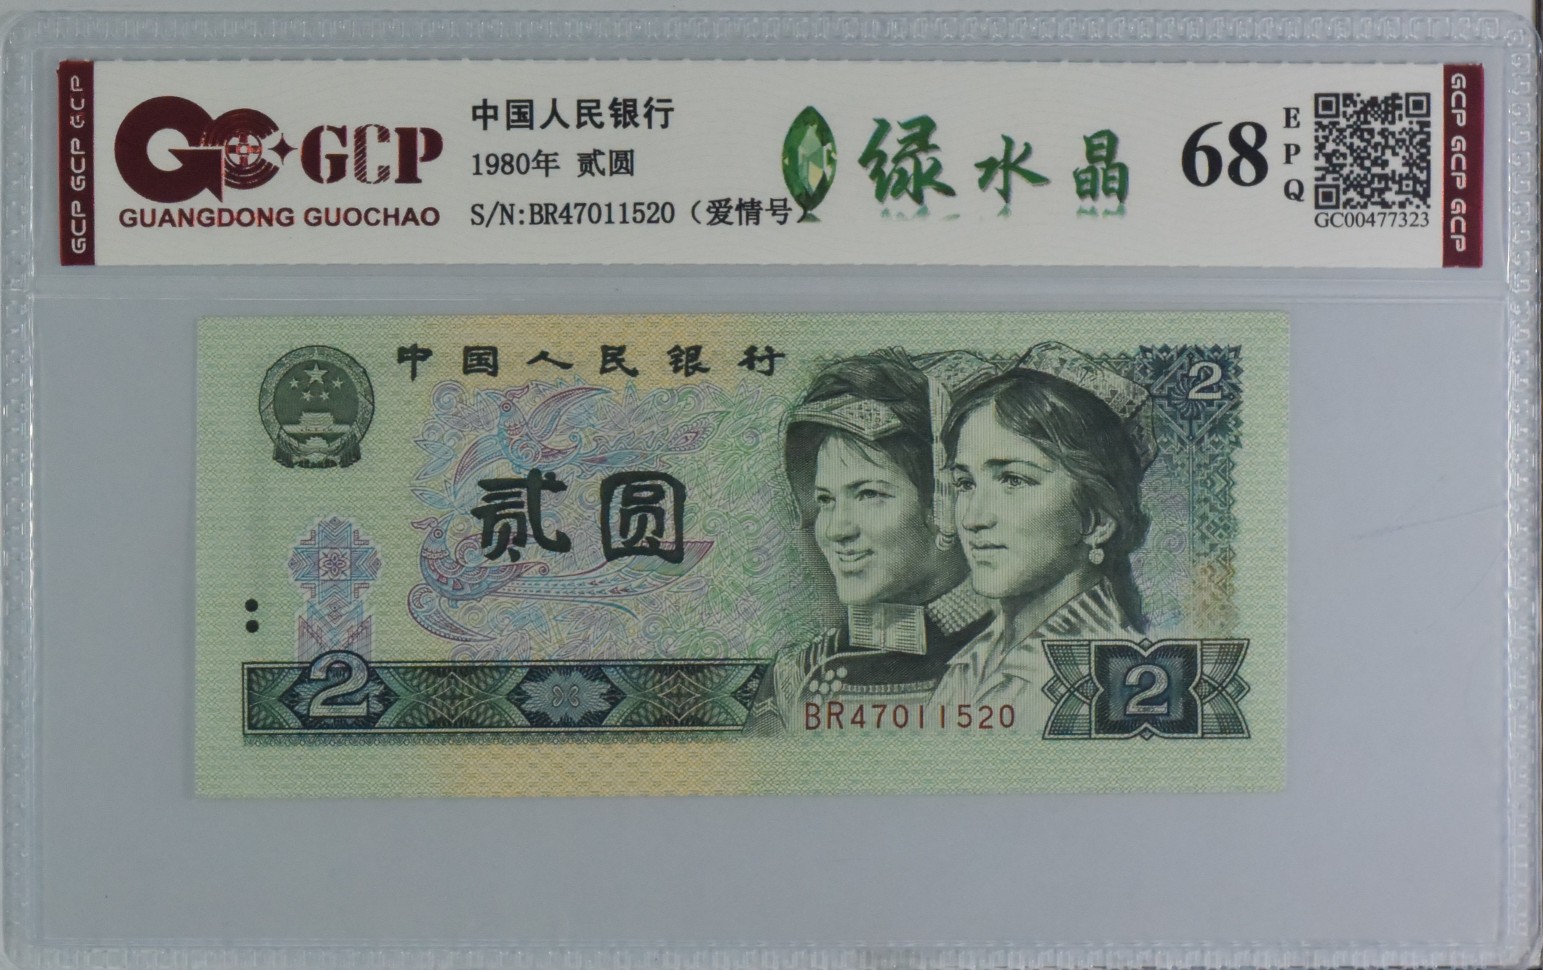 GCP GCP GCP
GCP
GUANGDONG GUOCHAO
中国人民银行
1980年 贰圆
S/N:BR47011520（爱情号）
绿水晶
68
EPQ
GC00477323
GCP GCP GCP
中国人民银行
2
贰圆
2
2
BR47011520